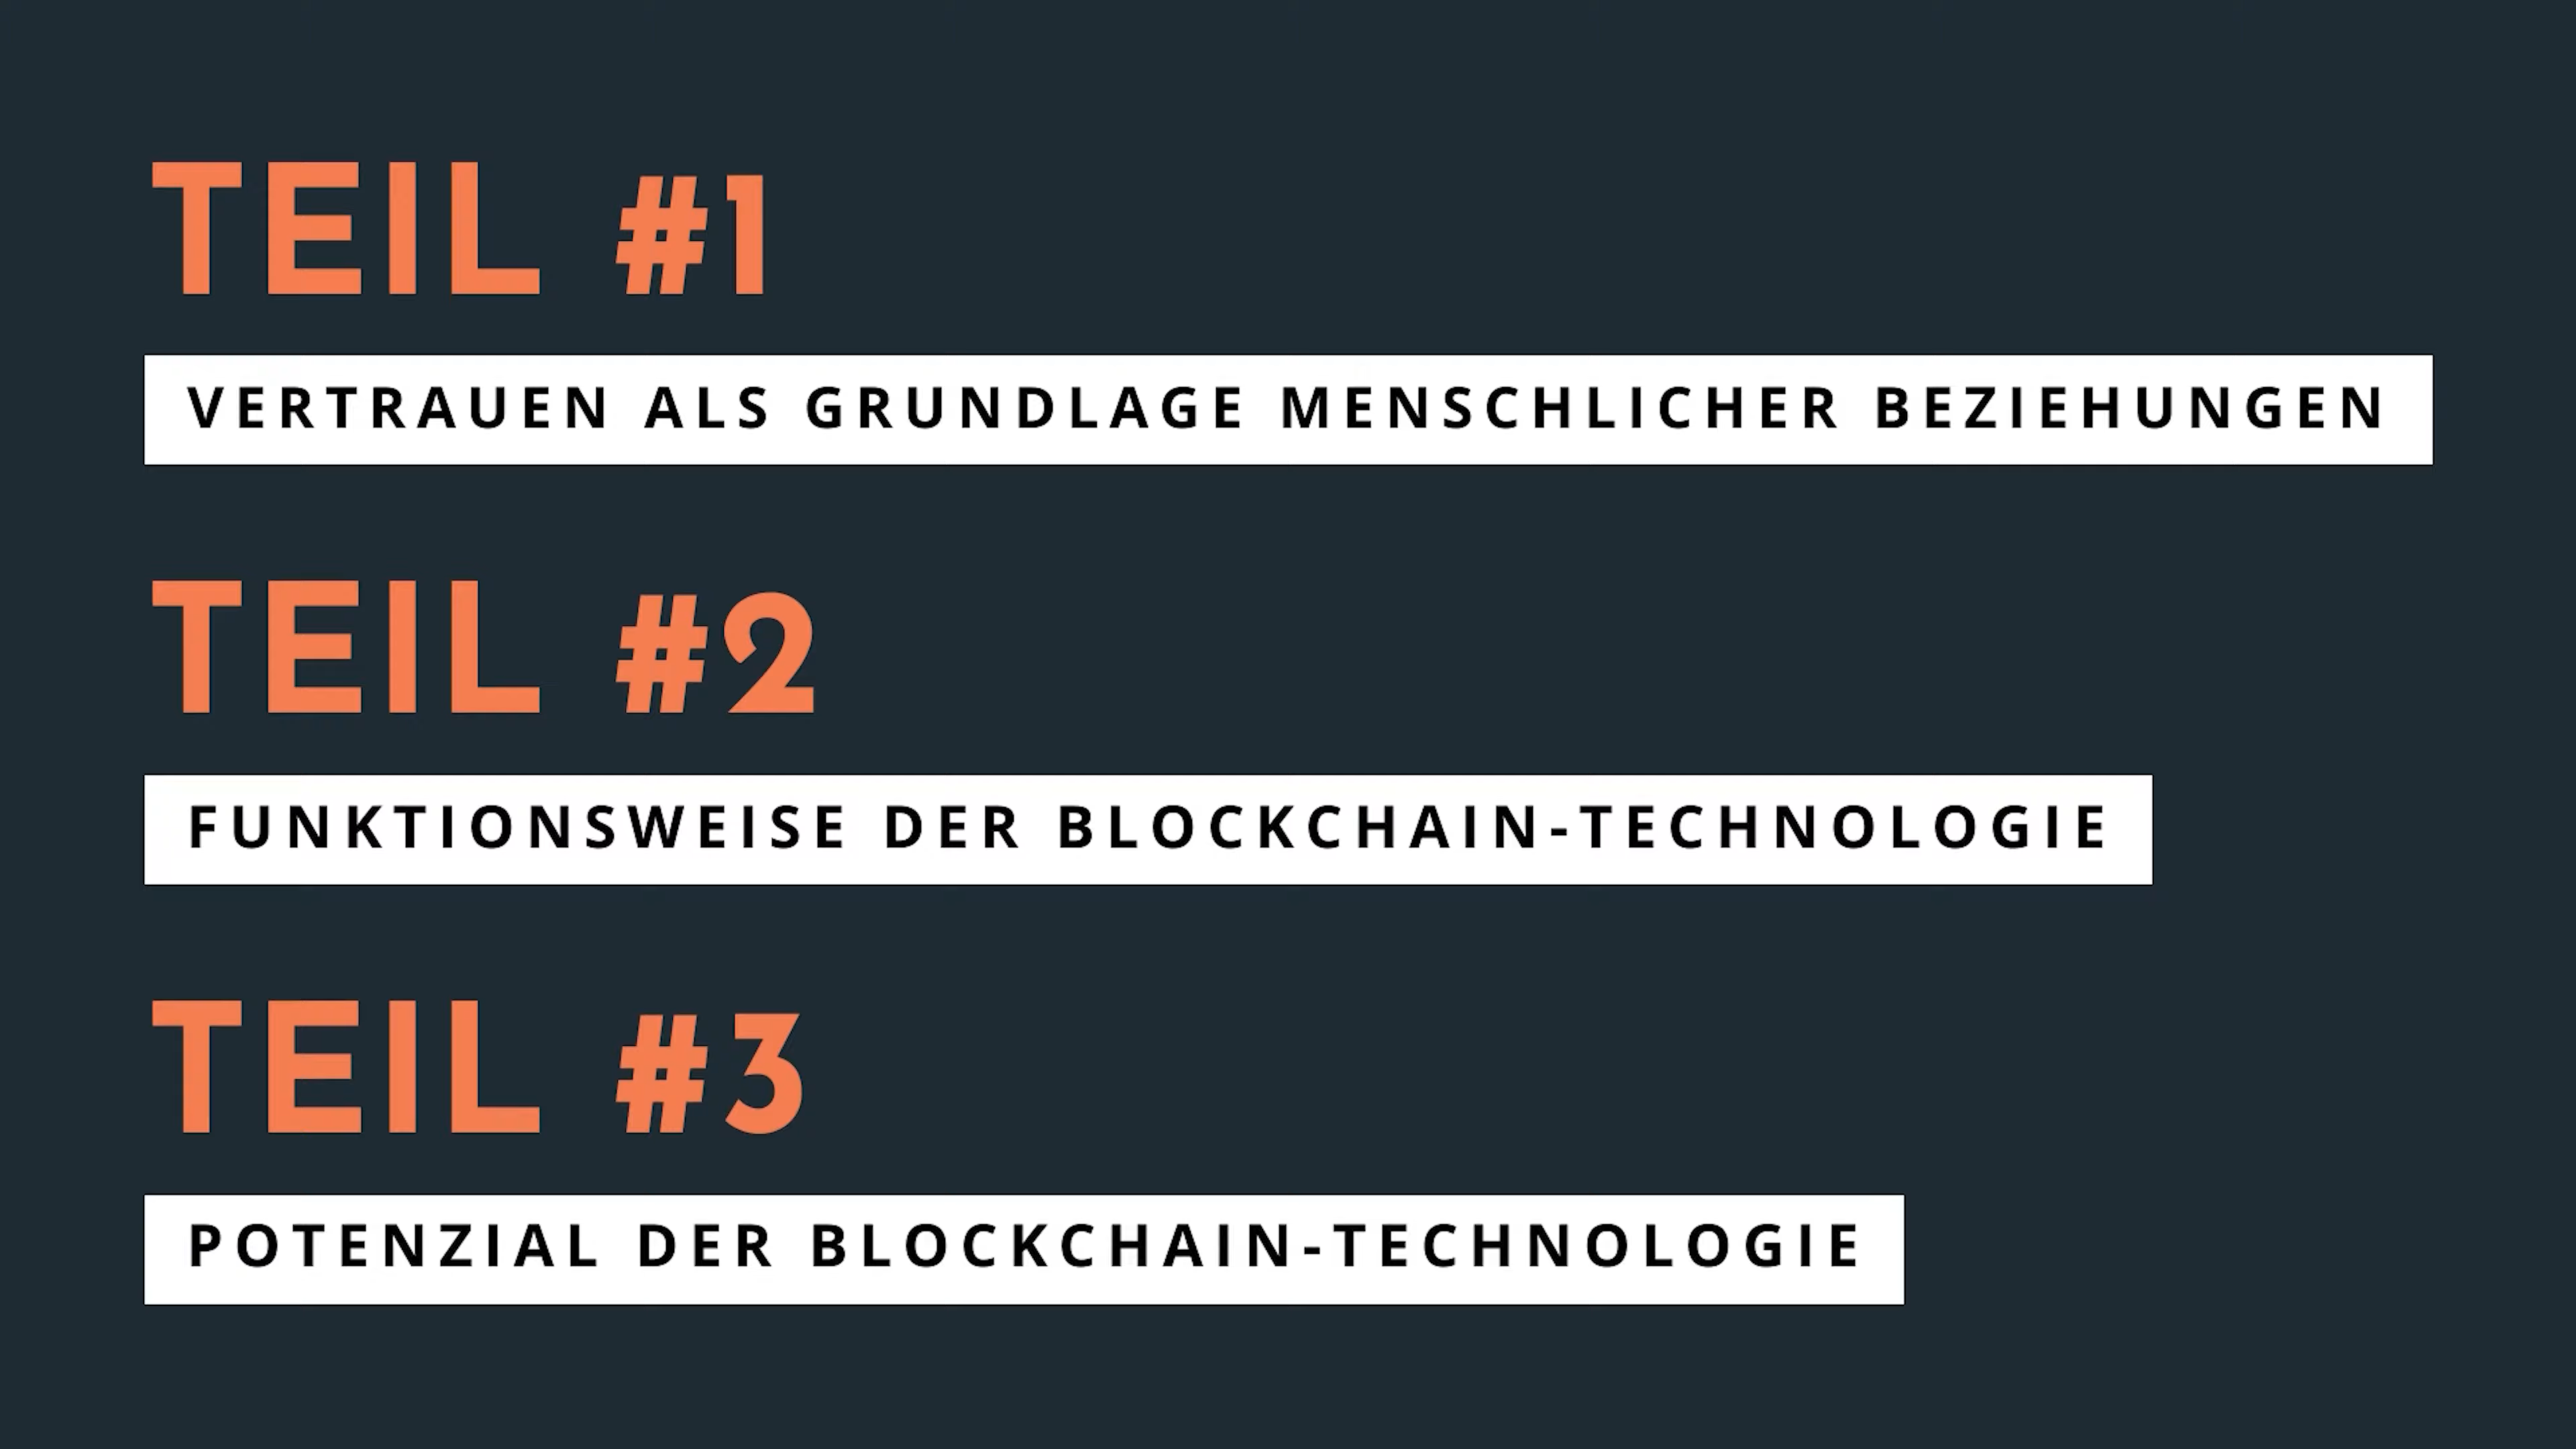 TEIL #1
VERTRAUEN ALS GRUNDLAGE MENSCHLICHER BEZIEHUNGEN
TEIL #2
FUNKTIONSWEISE DER BLOCKCHAIN-TECHNOLOGIE
TEIL #3
POTENZIAL DER BLOCKCHAIN-TECHNOLOGIE